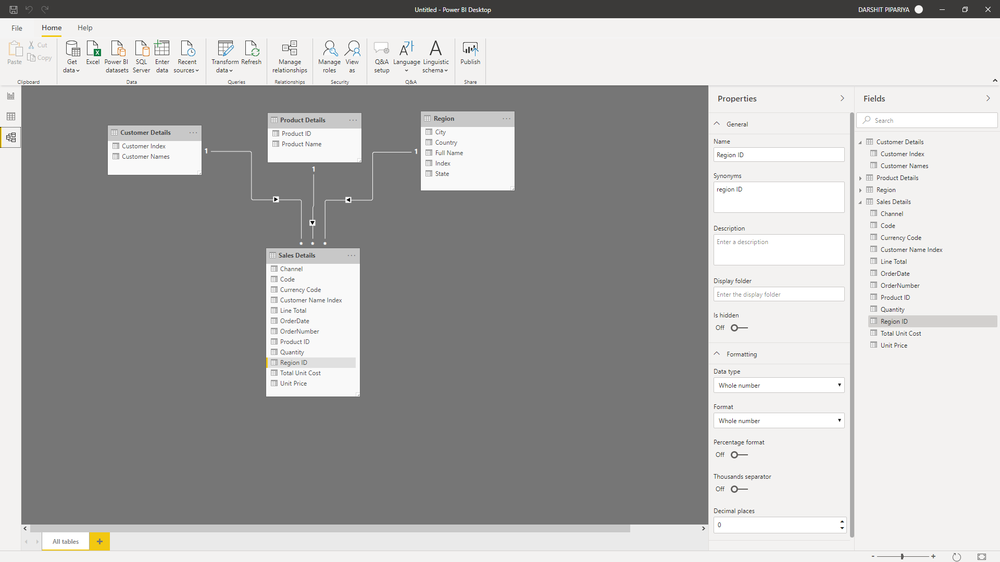 Untitled - Power BI Desktop
DARSHIT PIPARIYA
File
Home
Help
Paste
Cut
Copy
Get data
Excel
Power BI datasets
SQL Server
Enter data
Recent sources
Transform data
Refresh
Manage relationships
Manage roles
View as
Q&A setup
Language
Linguistic schema
Publish
Clipboard
Data
Queries
Relationships
Security
Q&A
Share
Customer Details
Customer Index
Customer Names
1
Product Details
Product ID
Product Name
1
Region
City
Country
Full Name
Index
State
1
* * *
Sales Details
Channel
Code
Currency Code
Customer Name Index
Line Total
OrderDate
OrderNumber
Product ID
Quantity
Region ID
Total Unit Cost
Unit Price
All tables
+
Properties
General
Name
Region ID
Synonyms
region ID
Description
Enter a description
Display folder
Enter the display folder
Is hidden
Off
Formatting
Data type
Whole number
Format
Whole number
Percentage format
Off
Thousands separator
Off
Decimal places
0
Fields
Search
Customer Details
Customer Index
Customer Names
Product Details
Region
Sales Details
Channel
Code
Currency Code
Customer Name Index
Line Total
OrderDate
OrderNumber
Product ID
Quantity
Region ID
Total Unit Cost
Unit Price
- +